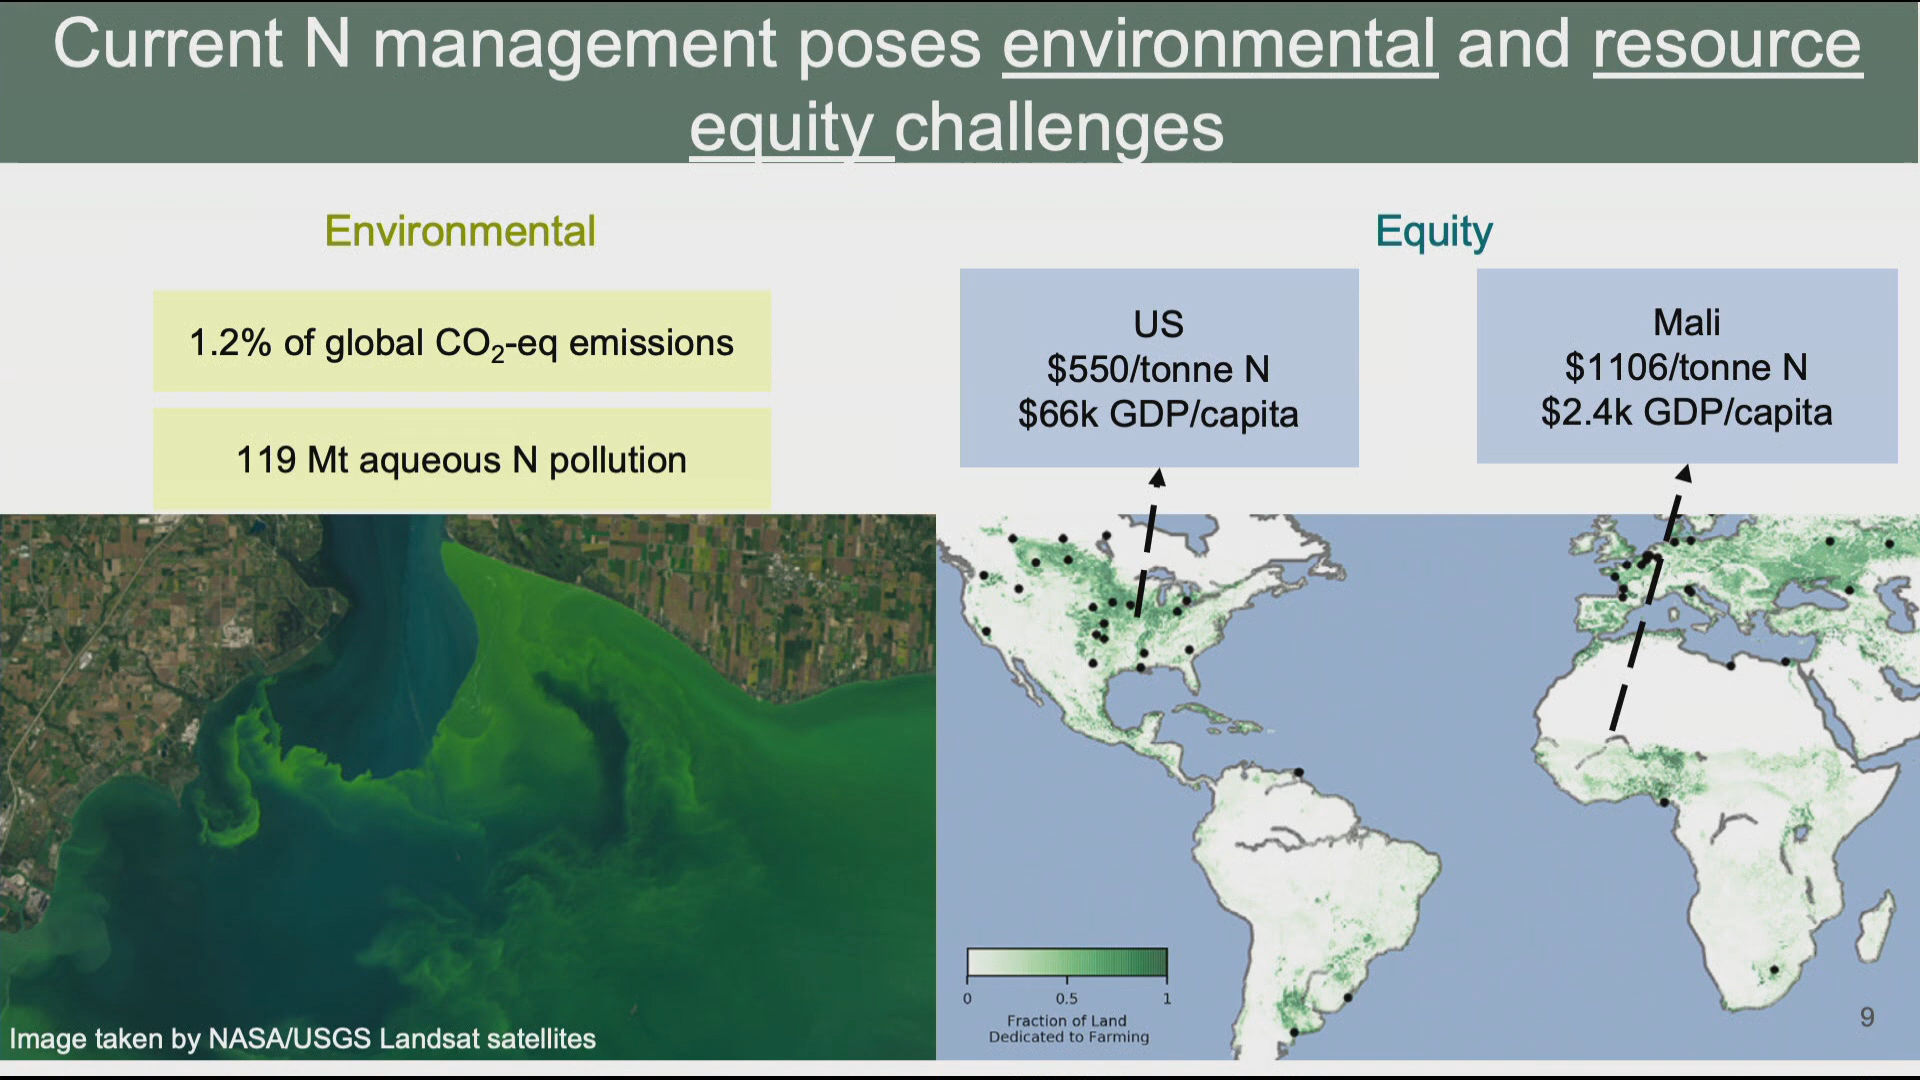 Current N management poses environmental and resource
equity challenges
Environmental
1.2% of global CO₂-eq emissions
119 Mt aqueous N pollution
Equity
US
$550/tonne N
$66k GDP/capita
Mali
$1106/tonne N
$2.4k GDP/capita
0 0.5 1
Fraction of Land
Dedicated to Farming
Image taken by NASA/USGS Landsat satellites
9